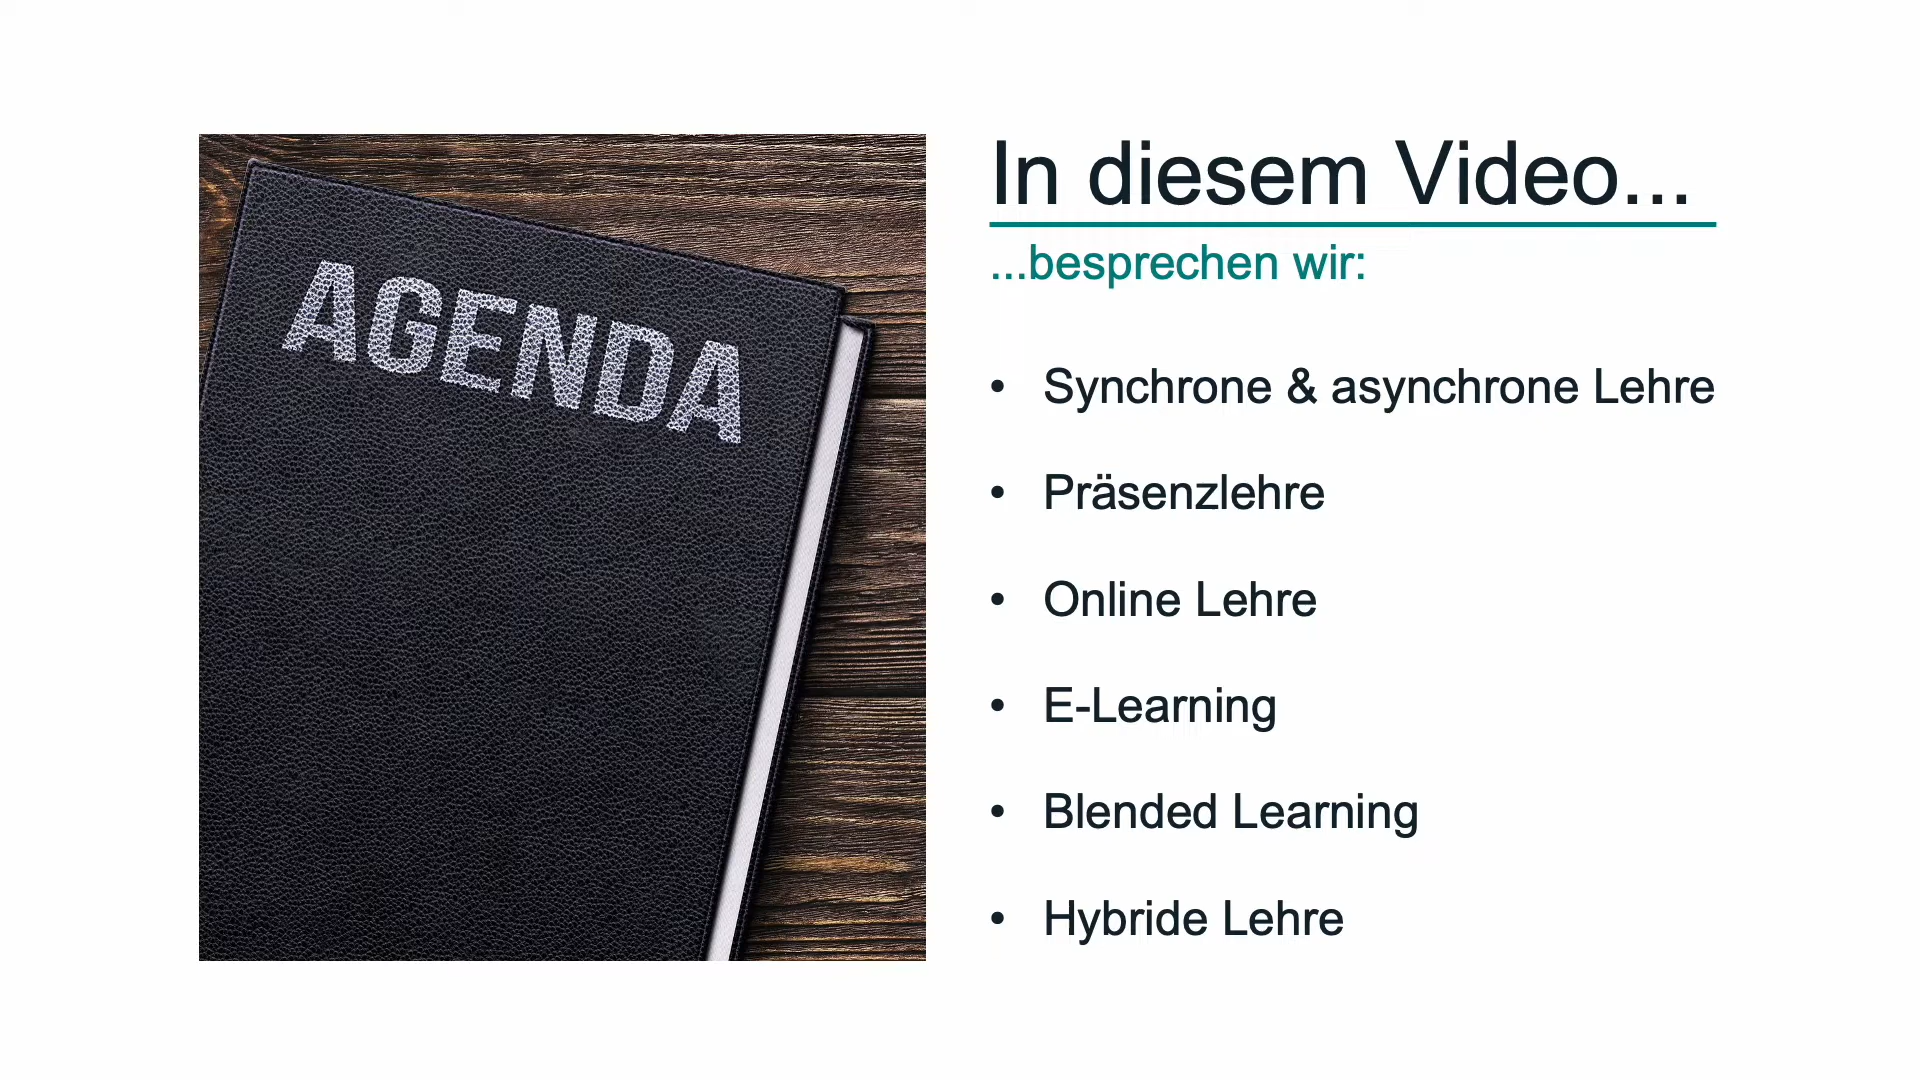 AGENDA
In diesem Video...
...besprechen wir:
• Synchrone & asynchrone Lehre
• Präsenzlehre
• Online Lehre
• E-Learning
• Blended Learning
• Hybride Lehre